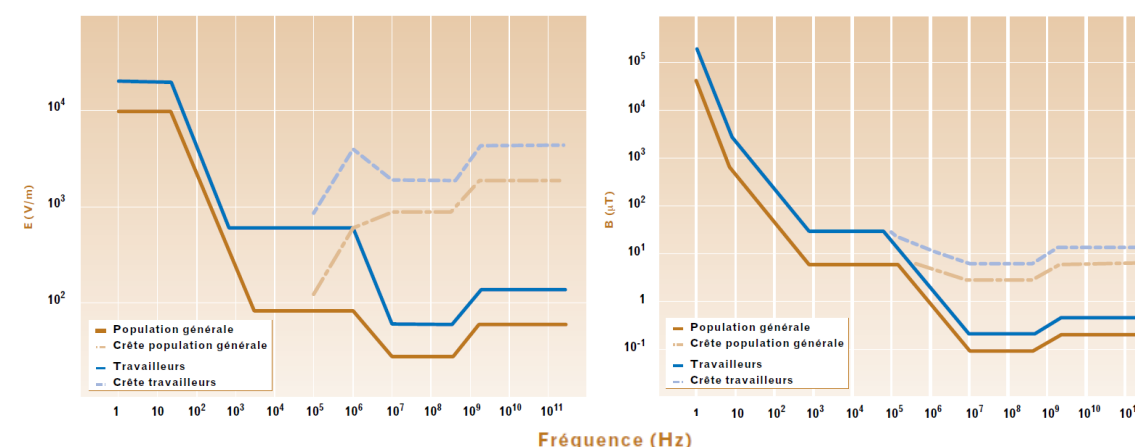 E (V/m)
10⁴
10³
10²
Population générale
Crête population générale
Travailleurs
Crête travailleurs
1 10 10² 10³ 10⁴ 10⁵ 10⁶ 10⁷ 10⁸ 10⁹ 10¹⁰ 10¹¹
B (µT)
10⁵
10⁴
10³
10²
10¹
1
10⁻¹
Population générale
Crête population générale
Travailleurs
Crête travailleurs
1 10 10² 10³ 10⁴ 10⁵ 10⁶ 10⁷ 10⁸ 10⁹ 10¹⁰
Fréquence (Hz)